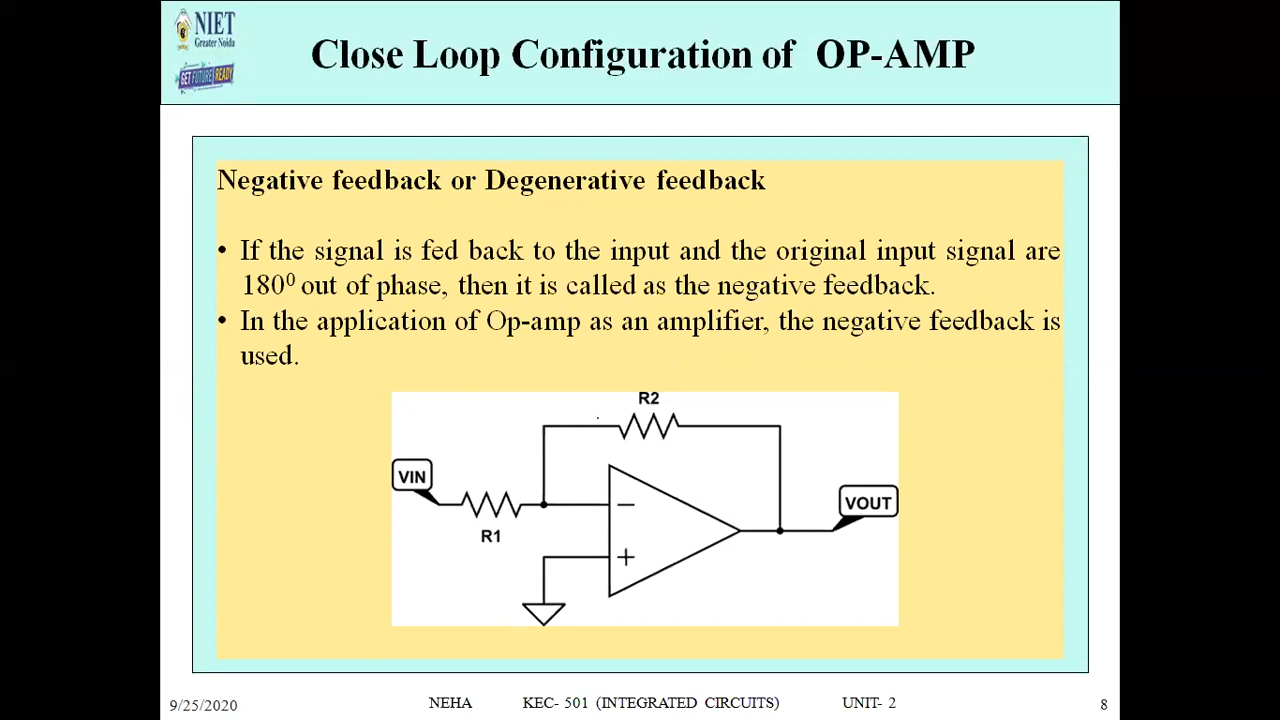 NIET
Greater Noida
GET FUTURE READY
Close Loop Configuration of OP-AMP
Negative feedback or Degenerative feedback
• If the signal is fed back to the input and the original input signal are
180⁰ out of phase, then it is called as the negative feedback.
• In the application of Op-amp as an amplifier, the negative feedback is
used.
R2
VIN
VOUT
R1
−
+
9/25/2020 NEHA KEC- 501 (INTEGRATED CIRCUITS) UNIT- 2 8